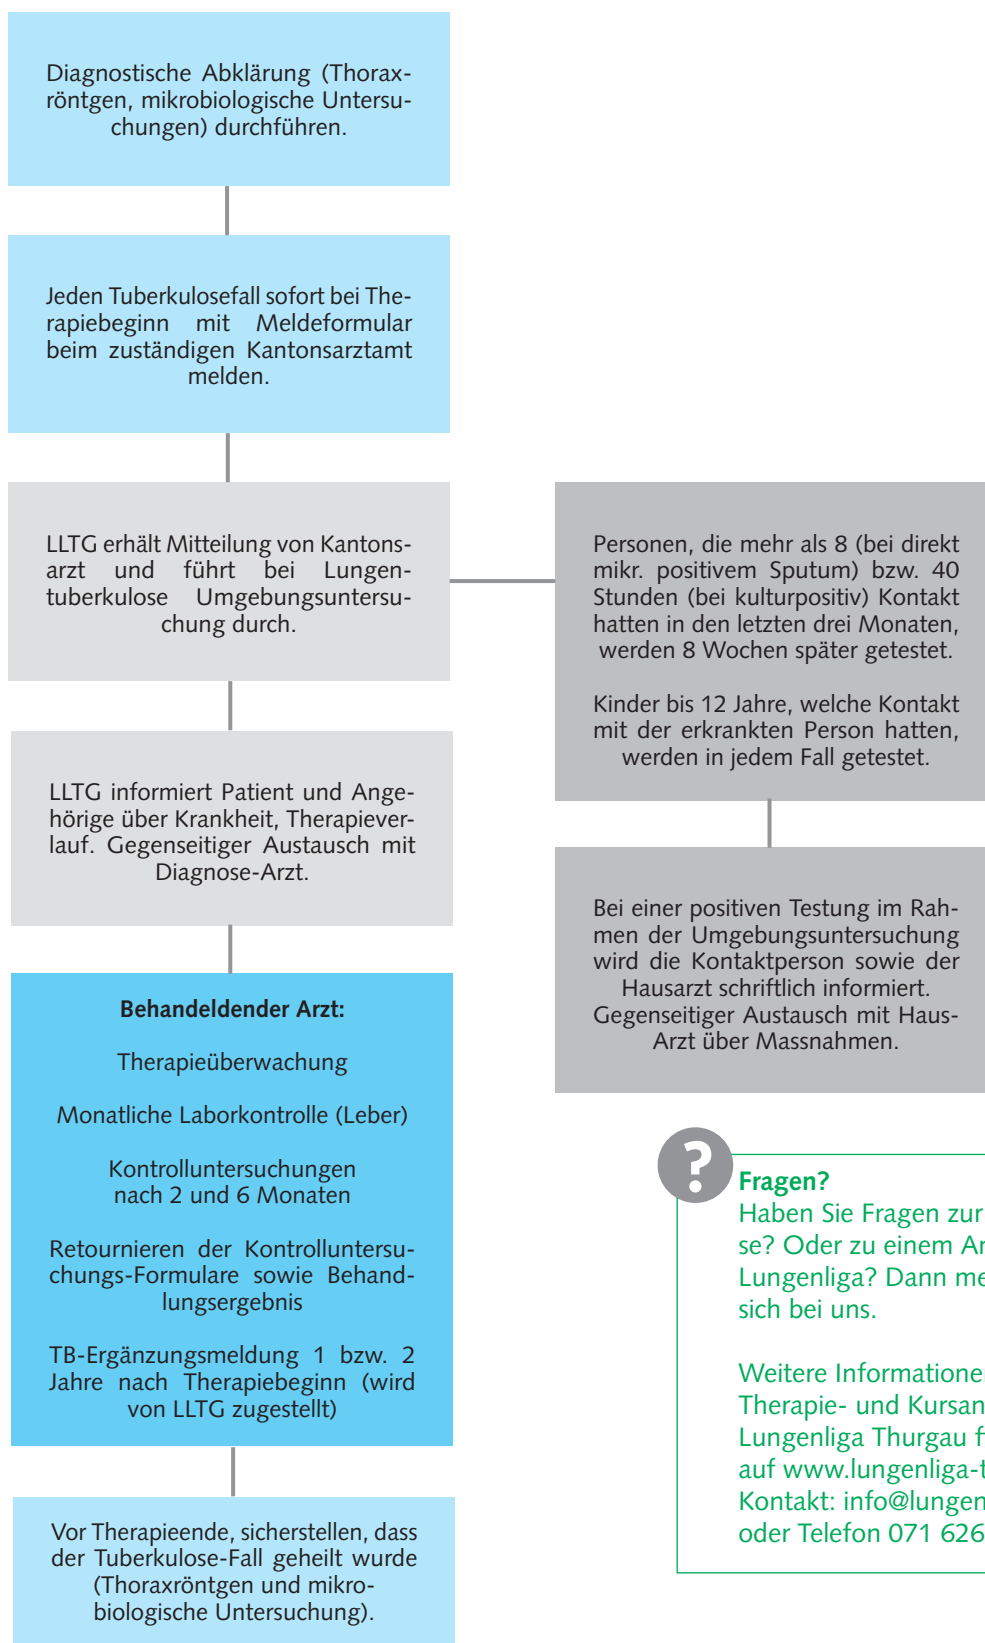 Diagnostische Abklärung (Thorax-
röntgen, mikrobiologische Untersu-
chungen) durchführen.
Jeden Tuberkulosefall sofort bei The-
rapiebeginn mit Meldeformular
beim zuständigen Kantonsarztamt
melden.
LLTG erhält Mitteilung von Kantons-
arzt und führt bei Lungen-
tuberkulose Umgebungsuntersu-
chung durch.
Personen, die mehr als 8 (bei direkt
mikr. positivem Sputum) bzw. 40
Stunden (bei kulturpositiv) Kontakt
hatten in den letzten drei Monaten,
werden 8 Wochen später getestet.
Kinder bis 12 Jahre, welche Kontakt
mit der erkrankten Person hatten,
werden in jedem Fall getestet.
LLTG informiert Patient und Ange-
hörige über Krankheit, Therapiever-
lauf. Gegenseitiger Austausch mit
Diagnose-Arzt.
Bei einer positiven Testung im Rah-
men der Umgebungsuntersuchung
wird die Kontaktperson sowie der
Hausarzt schriftlich informiert.
Gegenseitiger Austausch mit Haus-
Arzt über Massnahmen.
Behandeldender Arzt:
Therapieüberwachung
Monatliche Laborkontrolle (Leber)
Kontrolluntersuchungen
nach 2 und 6 Monaten
Retournieren der Kontrolluntersu-
chungs-Formulare sowie Behand-
lungsergebnis
TB-Ergänzungsmeldung 1 bzw. 2
Jahre nach Therapiebeginn (wird
von LLTG zugestellt)
Vor Therapieende, sicherstellen, dass
der Tuberkulose-Fall geheilt wurde
(Thoraxröntgen und mikro-
biologische Untersuchung).
?
Fragen?
Haben Sie Fragen zur
se? Oder zu einem
Lungenliga? Dann
sich bei uns.
Weitere
Therapie- und
Lungenliga Thurgau
auf
Kontakt:
oder Telefon 071 626